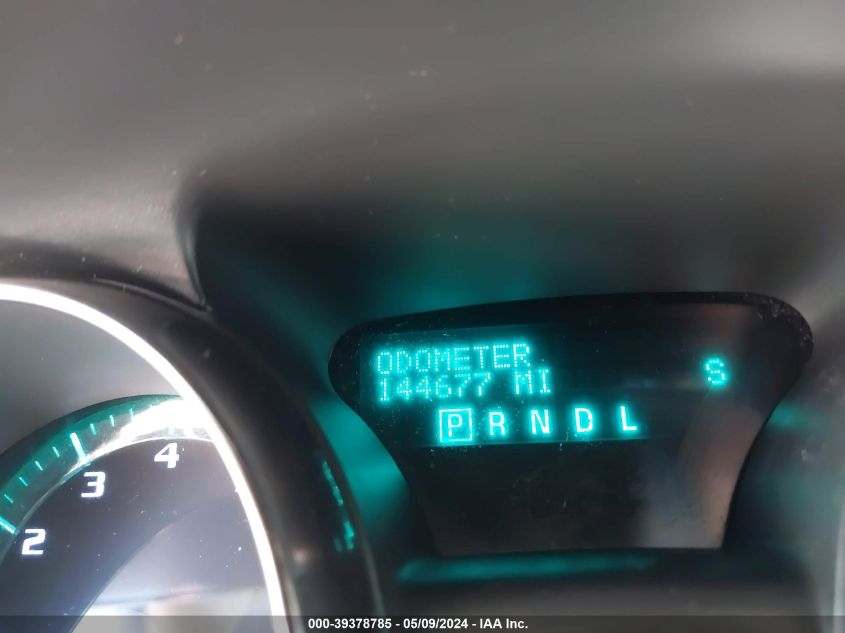 ODOMETER
144677 MI
S
P R N D L
4
3
2
000-39378785 - 05/09/2024 - IAA Inc.